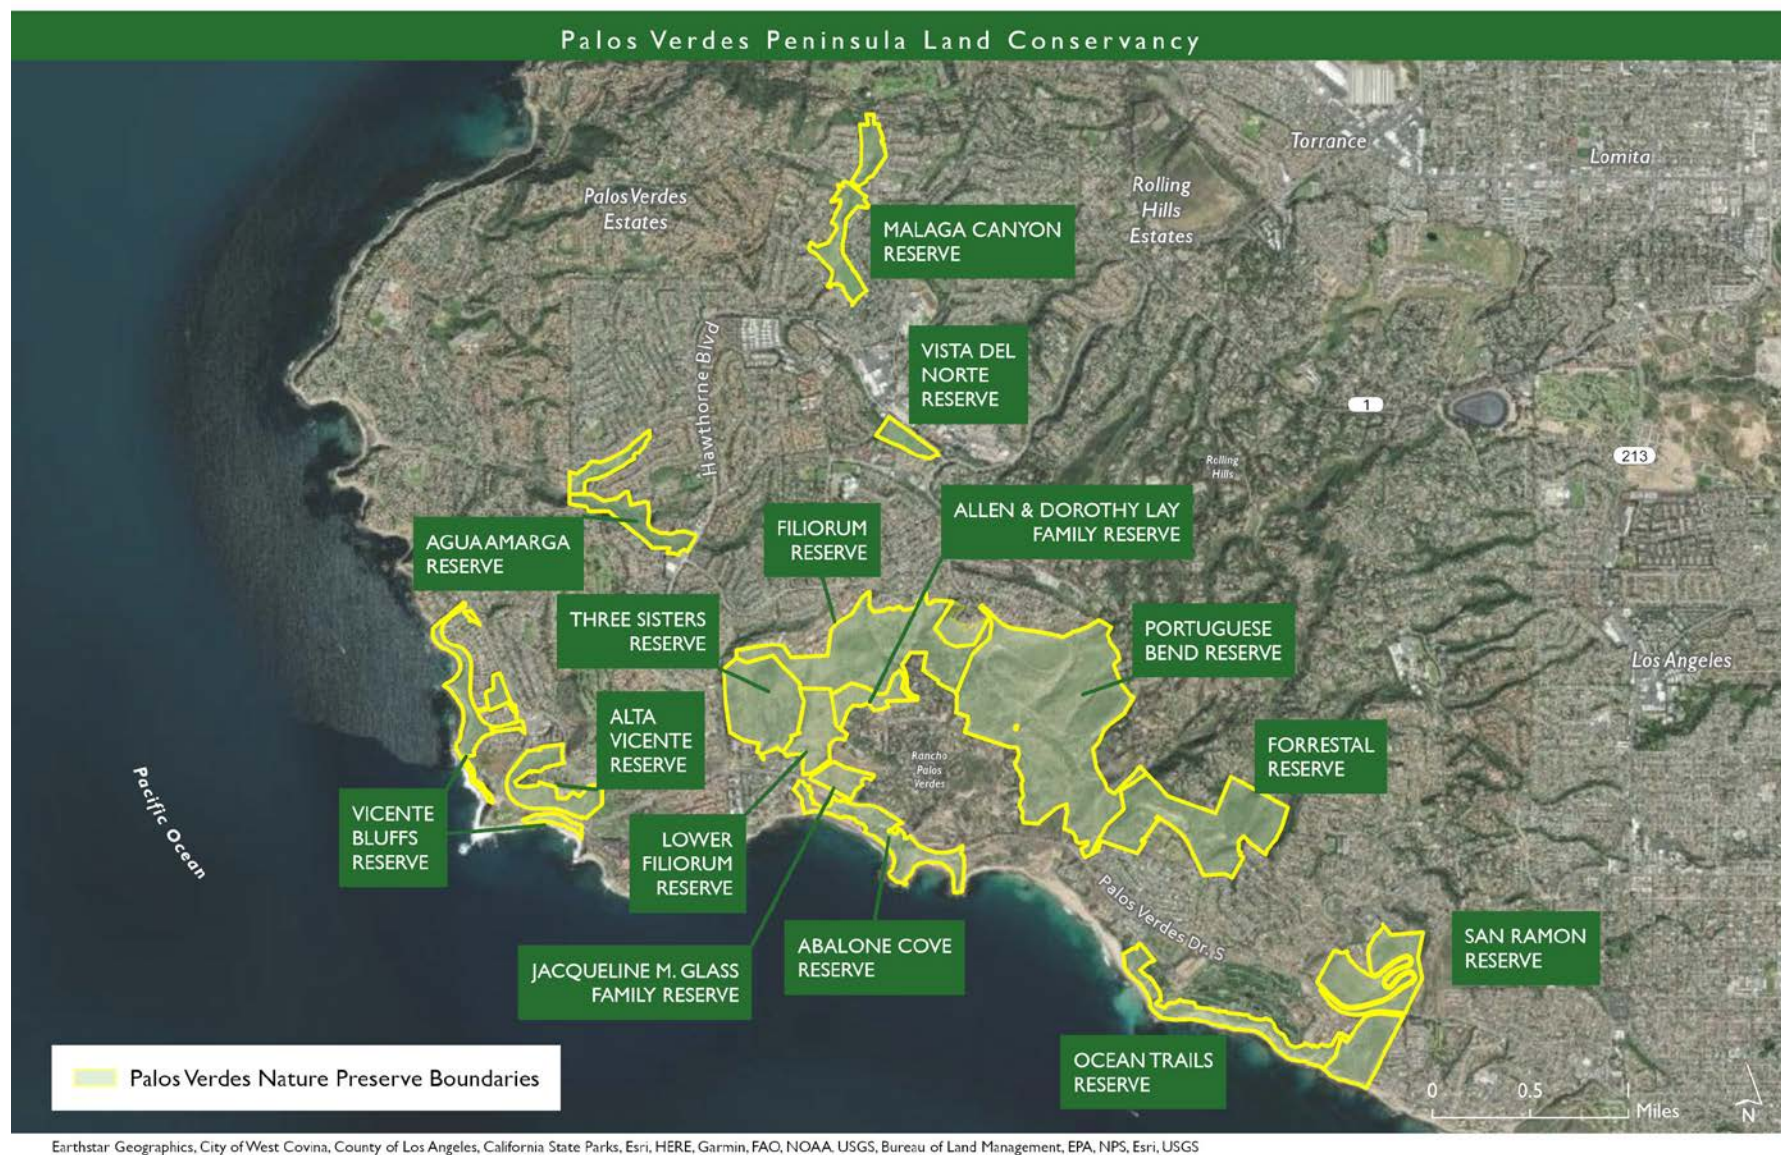 Palos Verdes Peninsula Land Conservancy
Torrance
Lomita
Palos Verdes
Estates
Rolling
Hills
Estates
MALAGA CANYON
RESERVE
Hawthorne Blvd
VISTA DEL
NORTE
RESERVE
1
213
Rolling
Hills
AGUA AMARGA
RESERVE
FILIORUM
RESERVE
ALLEN & DOROTHY LAY
FAMILY RESERVE
THREE SISTERS
RESERVE
PORTUGUESE
BEND RESERVE
Los Angeles
ALTA
VICENTE
RESERVE
Rancho
Palos
Verdes
FORRESTAL
RESERVE
Pacific Ocean
VICENTE
BLUFFS
RESERVE
LOWER
FILIORUM
RESERVE
Palos Verdes Dr. S
JACQUELINE M. GLASS
FAMILY RESERVE
ABALONE COVE
RESERVE
SAN RAMON
RESERVE
OCEAN TRAILS
RESERVE
Palos Verdes Nature Preserve Boundaries
0 0.5 1
Miles
N
Earthstar Geographics, City of West Covina, County of Los Angeles, California State Parks, Esri, HERE, Garmin, FAO, NOAA, USGS, Bureau of Land Management, EPA, NPS, Esri, USGS